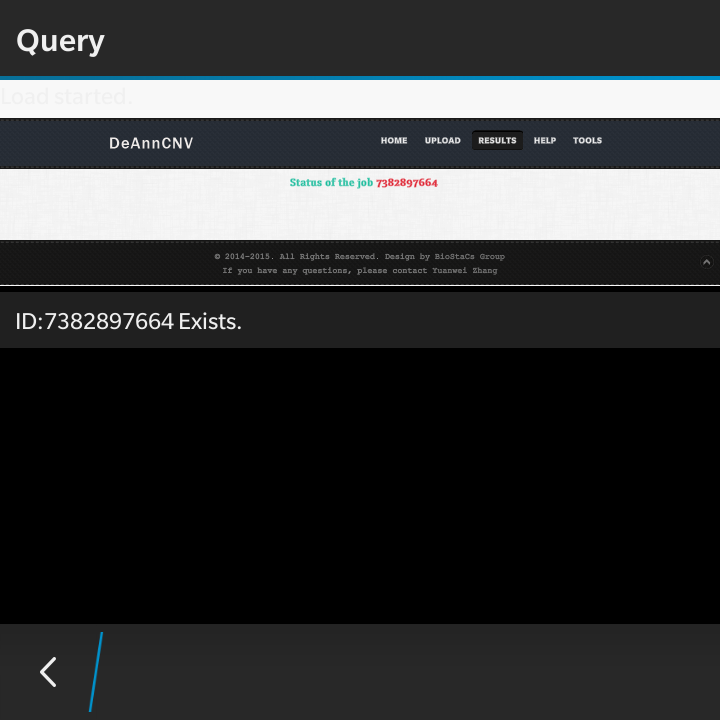 Query
Load started.
DeAnnCNV
HOME UPLOAD RESULTS HELP TOOLS
Status of the job 7382897664
© 2014-2015. All Rights Reserved. Design by BioStaCs Group
If you have any questions, please contact Yuanwei Zhang
ID:7382897664 Exists.